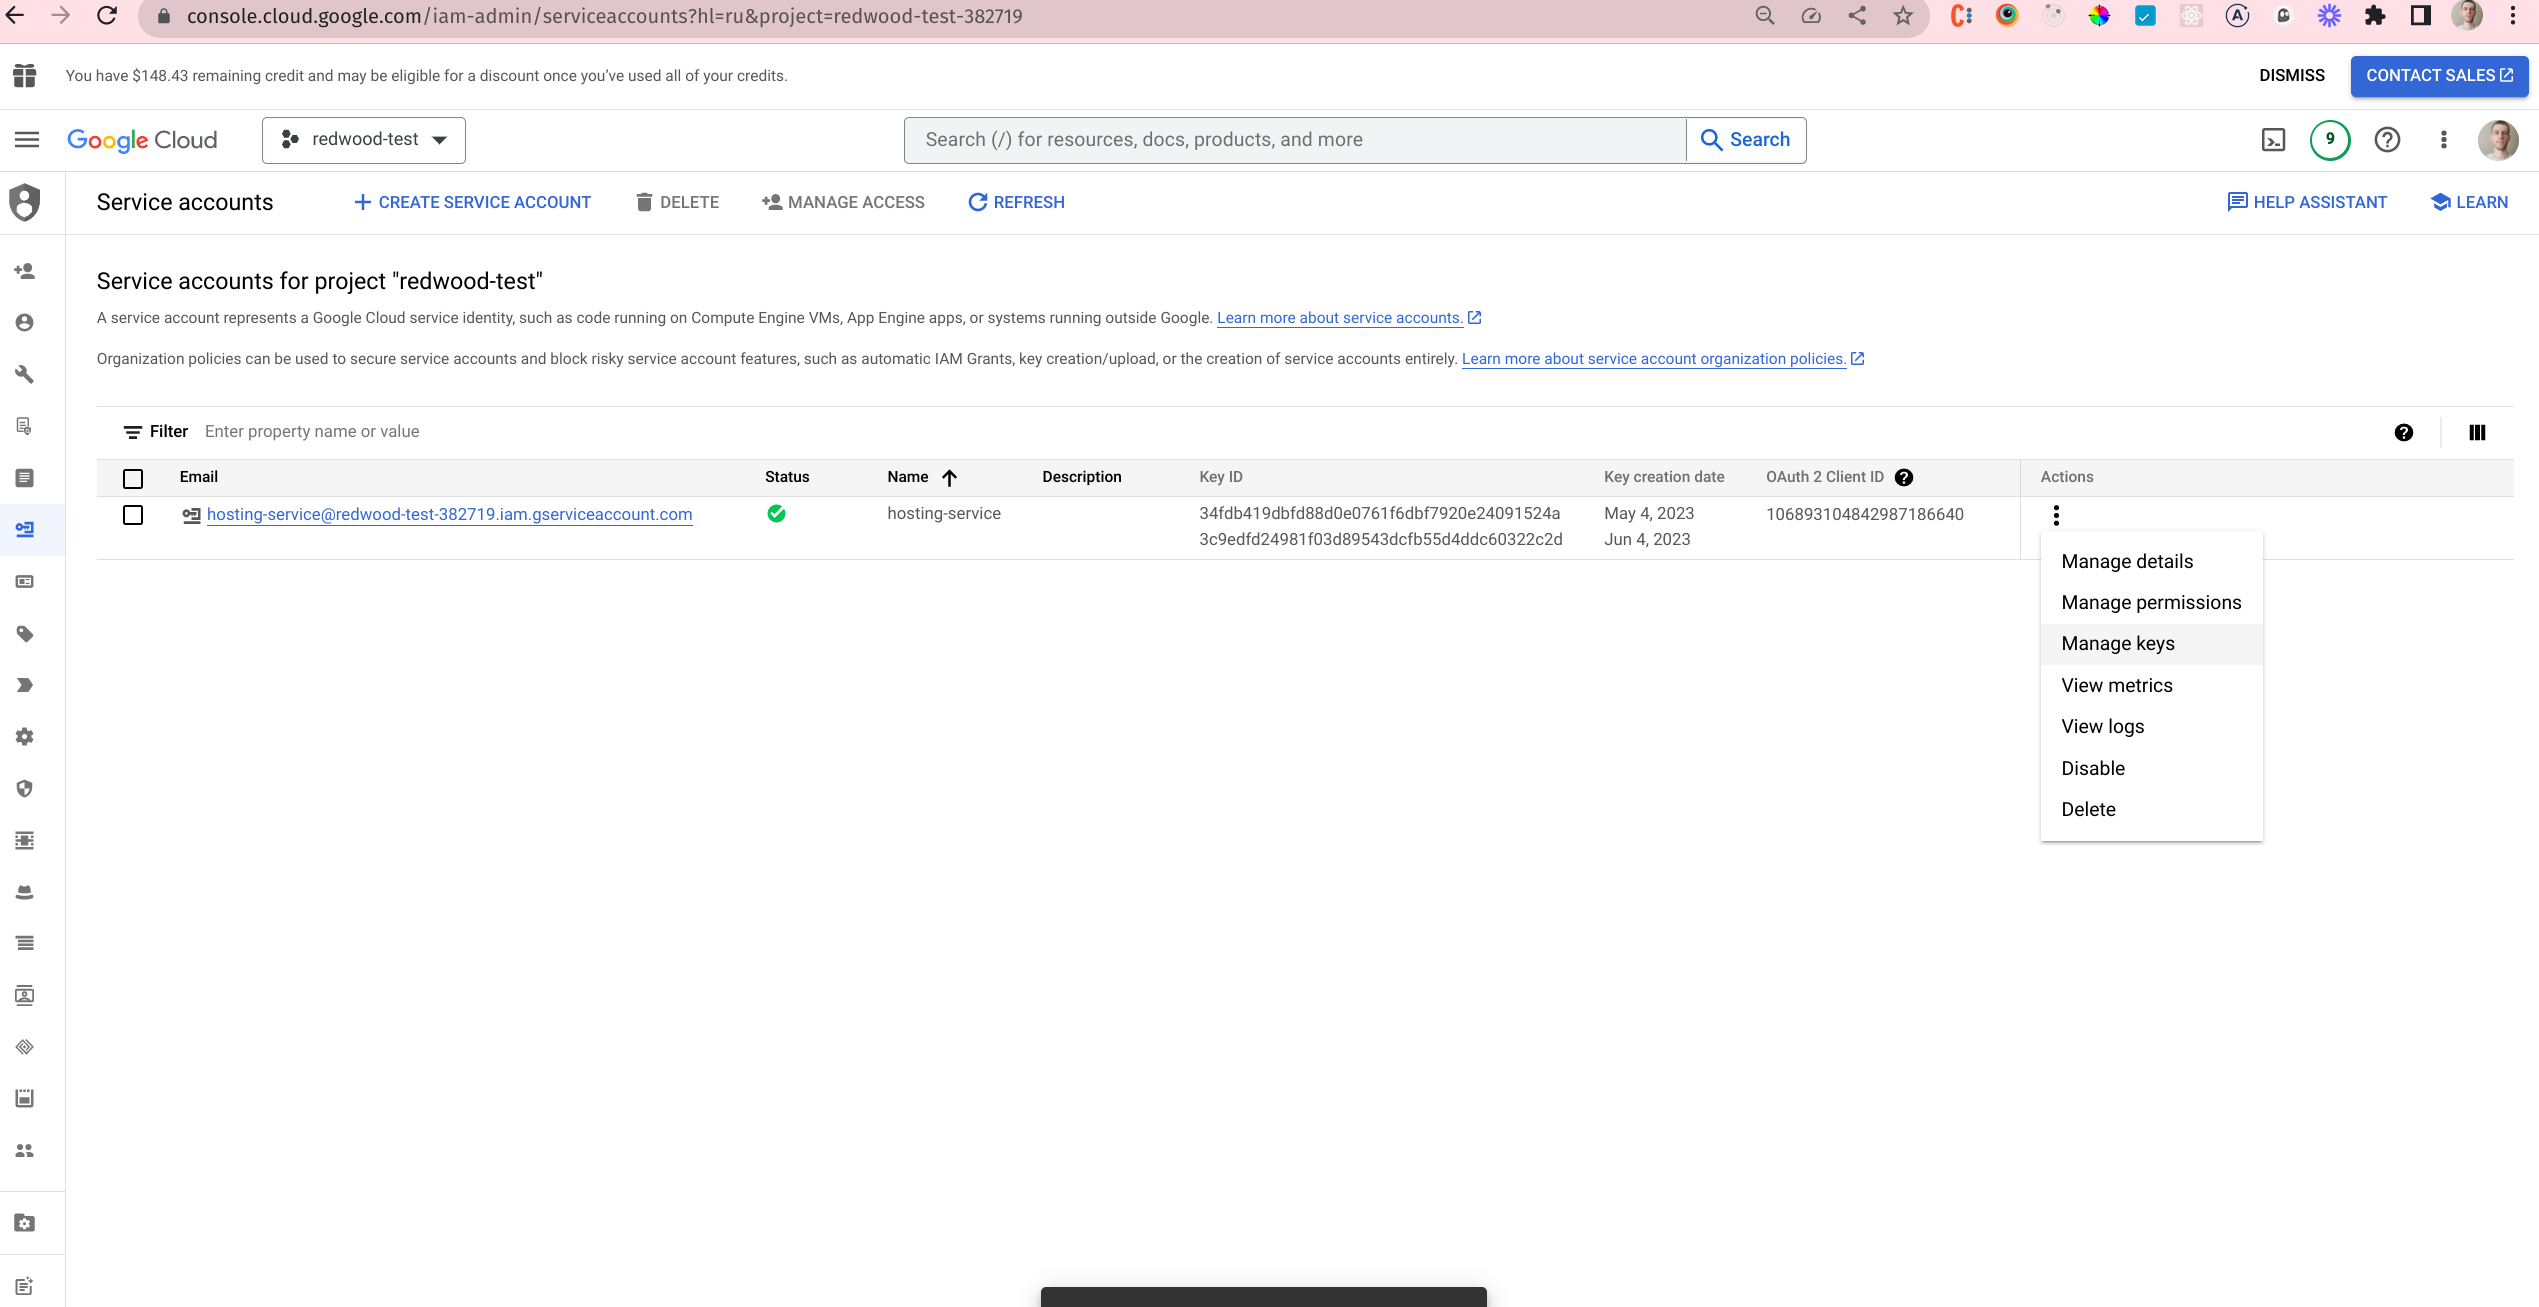 console.cloud.google.com/iam-admin/serviceaccounts?hl=ru&project=redwood-test-382719
You have $148.43 remaining credit and may be eligible for a discount once you've used all of your credits.
DISMISS
CONTACT SALES
Google Cloud
redwood-test
Search (/) for resources, docs, products, and more
Search
9
Service accounts
CREATE SERVICE ACCOUNT
DELETE
MANAGE ACCESS
REFRESH
HELP ASSISTANT
LEARN
Service accounts for project "redwood-test"
A service account represents a Google Cloud service identity, such as code running on Compute Engine VMs, App Engine apps, or systems running outside Google. Learn more about service accounts.
Organization policies can be used to secure service accounts and block risky service account features, such as automatic IAM Grants, key creation/upload, or the creation of service accounts entirely. Learn more about service account organization policies.
Filter Enter property name or value
Email Status Name Description Key ID Key creation date OAuth 2 Client ID Actions
hosting-service@redwood-test-382719.iam.gserviceaccount.com hosting-service 34fdb419dbfd88d0e0761f6dbf7920e24091524a May 4, 2023 106893104842987186640
3c9edfd24981f03d89543dcfb55d4ddc60322c2d Jun 4, 2023
Manage details
Manage permissions
Manage keys
View metrics
View logs
Disable
Delete